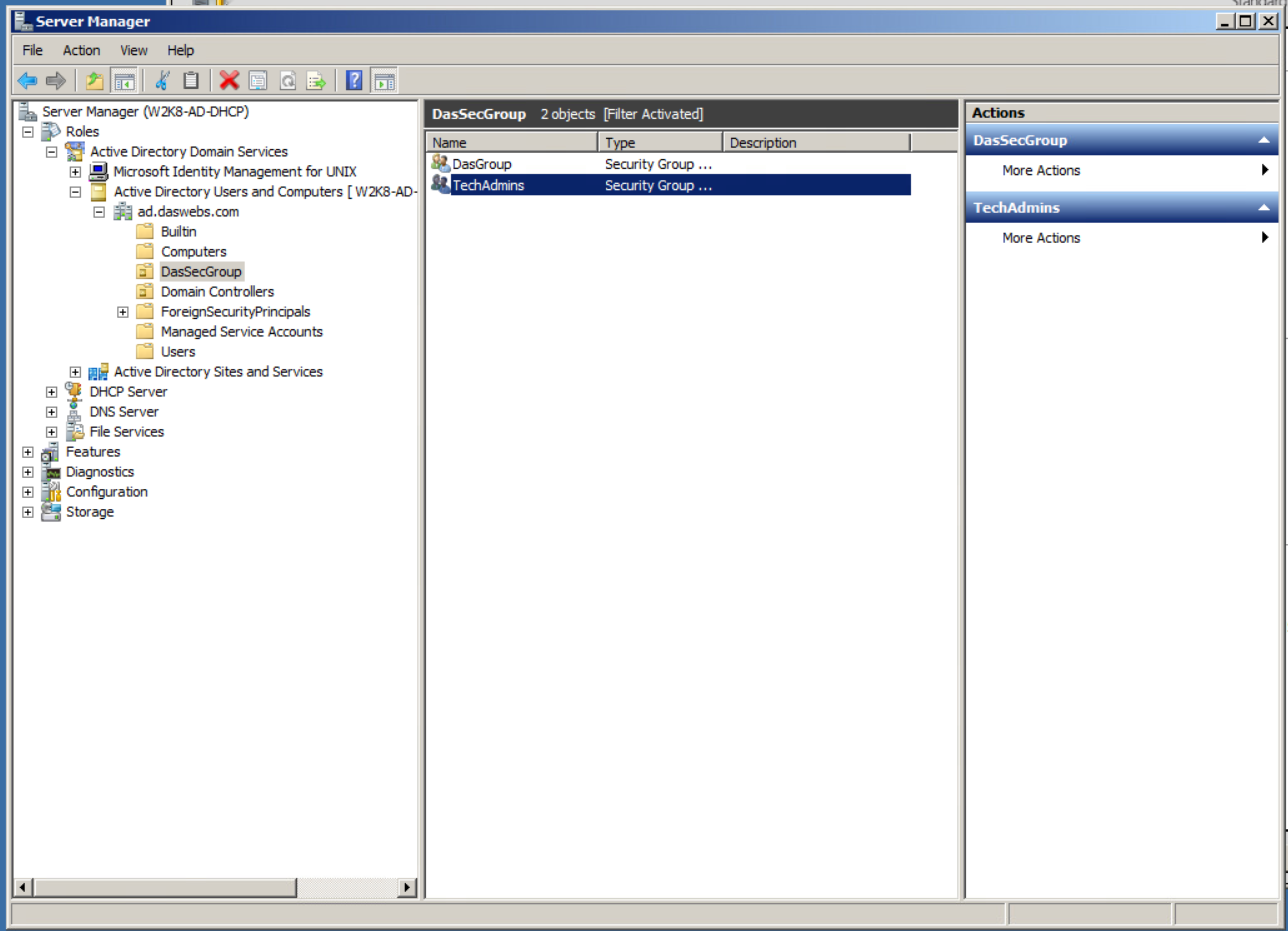 Standard
Server Manager
File Action View Help
Server Manager (W2K8-AD-DHCP)
Roles
Active Directory Domain Services
Microsoft Identity Management for UNIX
Active Directory Users and Computers [ W2K8-AD-
ad.daswebs.com
Builtin
Computers
DasSecGroup
Domain Controllers
ForeignSecurityPrincipals
Managed Service Accounts
Users
Active Directory Sites and Services
DHCP Server
DNS Server
File Services
Features
Diagnostics
Configuration
Storage
DasSecGroup 2 objects [Filter Activated]
Name Type Description
DasGroup Security Group ...
TechAdmins Security Group ...
Actions
DasSecGroup
More Actions
TechAdmins
More Actions